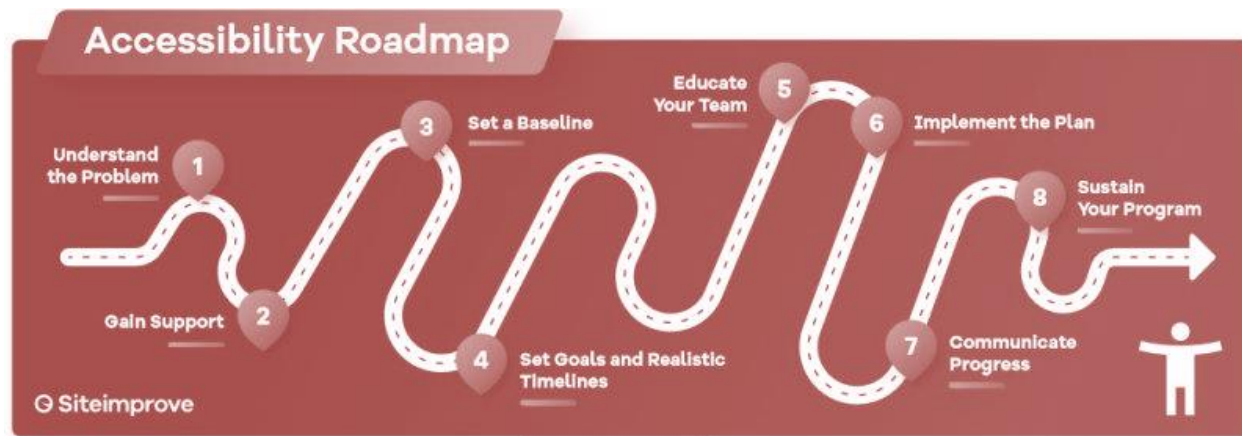 Accessibility Roadmap
1
Understand
the Problem
2
Gain Support
3
Set a Baseline
4
Set Goals and Realistic
Timelines
5
Educate
Your Team
6
Implement the Plan
7
Communicate
Progress
8
Sustain
Your Program
Siteimprove